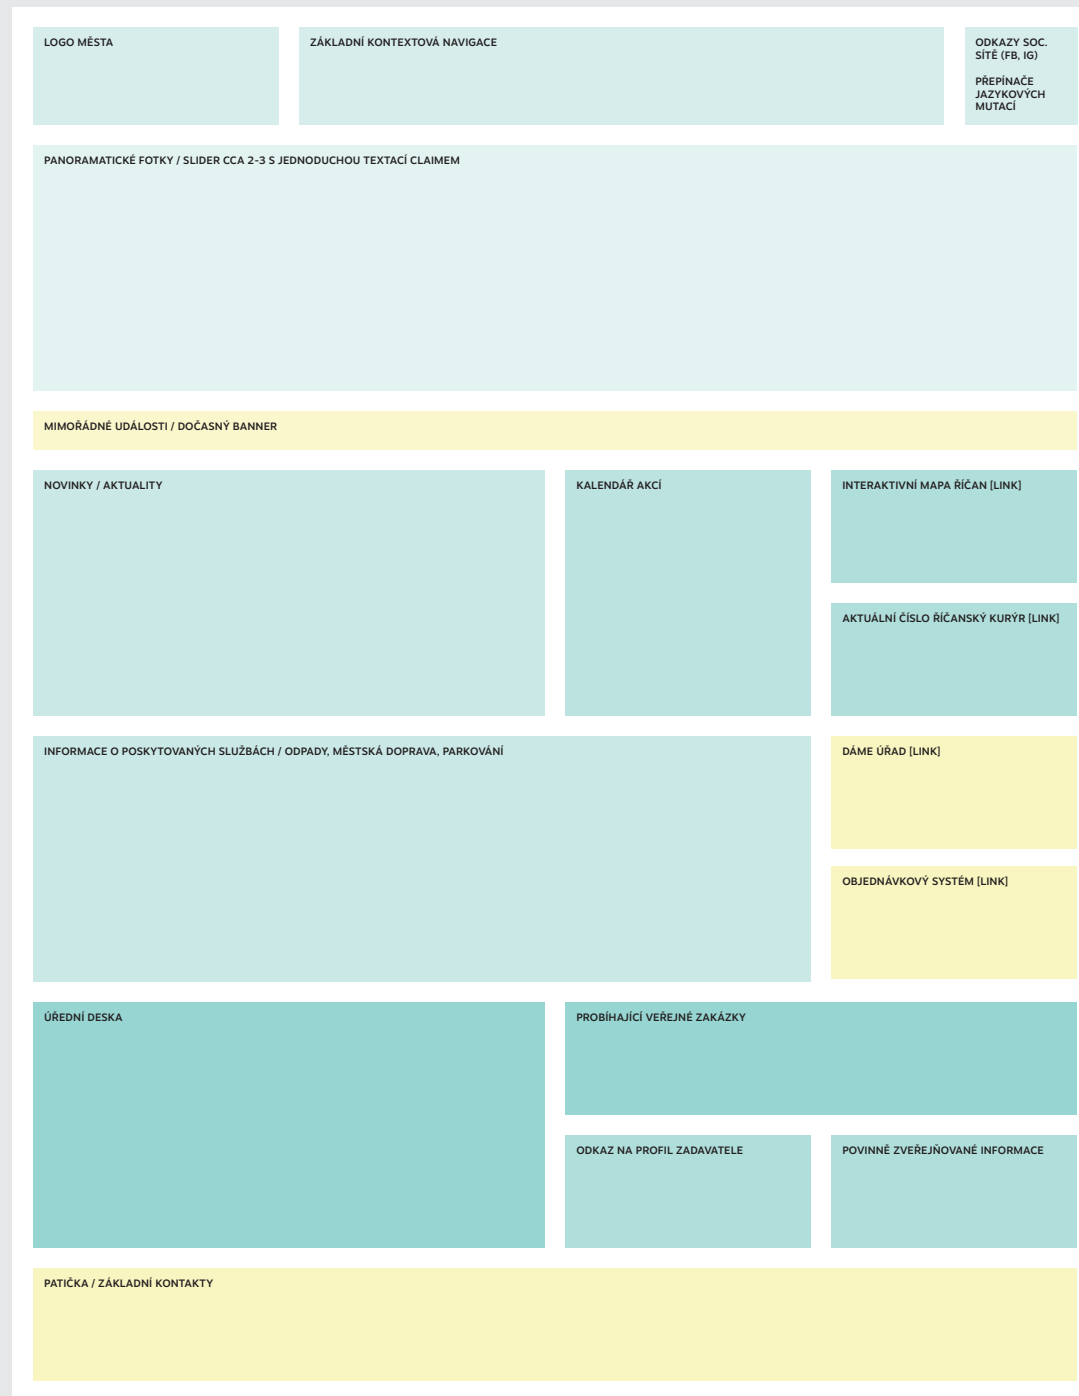 LOGO MĚSTA
ZÁKLADNÍ KONTEXTOVÁ NAVIGACE
ODKAZY SOC.
SÍTĚ (FB, IG)
PŘEPÍNAČE
JAZYKOVÝCH
MUTACÍ
PANORAMATICKÉ FOTKY / SLIDER CCA 2-3 S JEDNODUCHOU TEXTACÍ CLAIMEM
MIMOŘÁDNÉ UDÁLOSTI / DOČASNÝ BANNER
NOVINKY / AKTUALITY
KALENDÁŘ AKCÍ
INTERAKTIVNÍ MAPA ŘÍČAN [LINK]
AKTUÁLNÍ ČÍSLO ŘÍČANSKÝ KURÝR [LINK]
INFORMACE O POSKYTOVANÝCH SLUŽBÁCH / ODPADY, MĚSTSKÁ DOPRAVA, PARKOVÁNÍ
DÁME ÚŘAD [LINK]
OBJEDNÁVKOVÝ SYSTÉM [LINK]
ÚŘEDNÍ DESKA
PROBÍHAJÍCÍ VEŘEJNÉ ZAKÁZKY
ODKAZ NA PROFIL ZADAVATELE
POVINNĚ ZVEŘEJŇOVANÉ INFORMACE
PATIČKA / ZÁKLADNÍ KONTAKTY